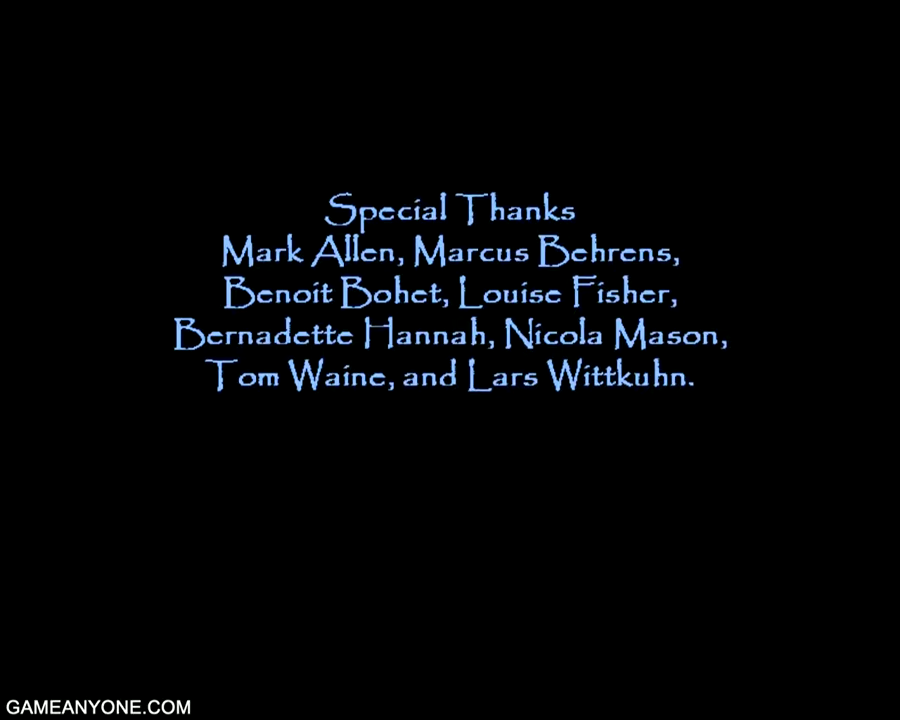 Special Thanks
Mark Allen, Marcus Behrens,
Benoit Bohet, Louise Fisher,
Bernadette Hannah, Nicola Mason,
Tom Waine, and Lars Wittkuhn.
GAMEANYONE.COM